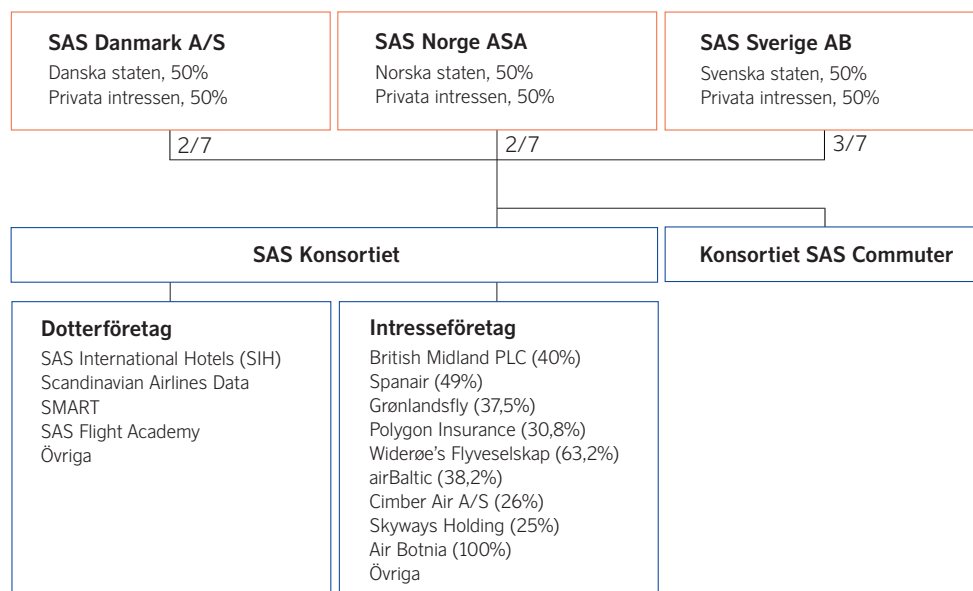 SAS Danmark A/S
Danska staten, 50%
Privata intressen, 50%
SAS Norge ASA
Norska staten, 50%
Privata intressen, 50%
SAS Sverige AB
Svenska staten, 50%
Privata intressen, 50%
2/7
2/7
3/7
SAS Konsortiet
Konsortiet SAS Commuter
Dotterföretag
SAS International Hotels (SIH)
Scandinavian Airlines Data
SMART
SAS Flight Academy
Övriga
Intresseföretag
British Midland PLC (40%)
Spanair (49%)
Grønlandsfly (37,5%)
Polygon Insurance (30,8%)
Widerøe's Flyveselskap (63,2%)
airBaltic (38,2%)
Cimber Air A/S (26%)
Skyways Holding (25%)
Air Botnia (100%)
Övriga